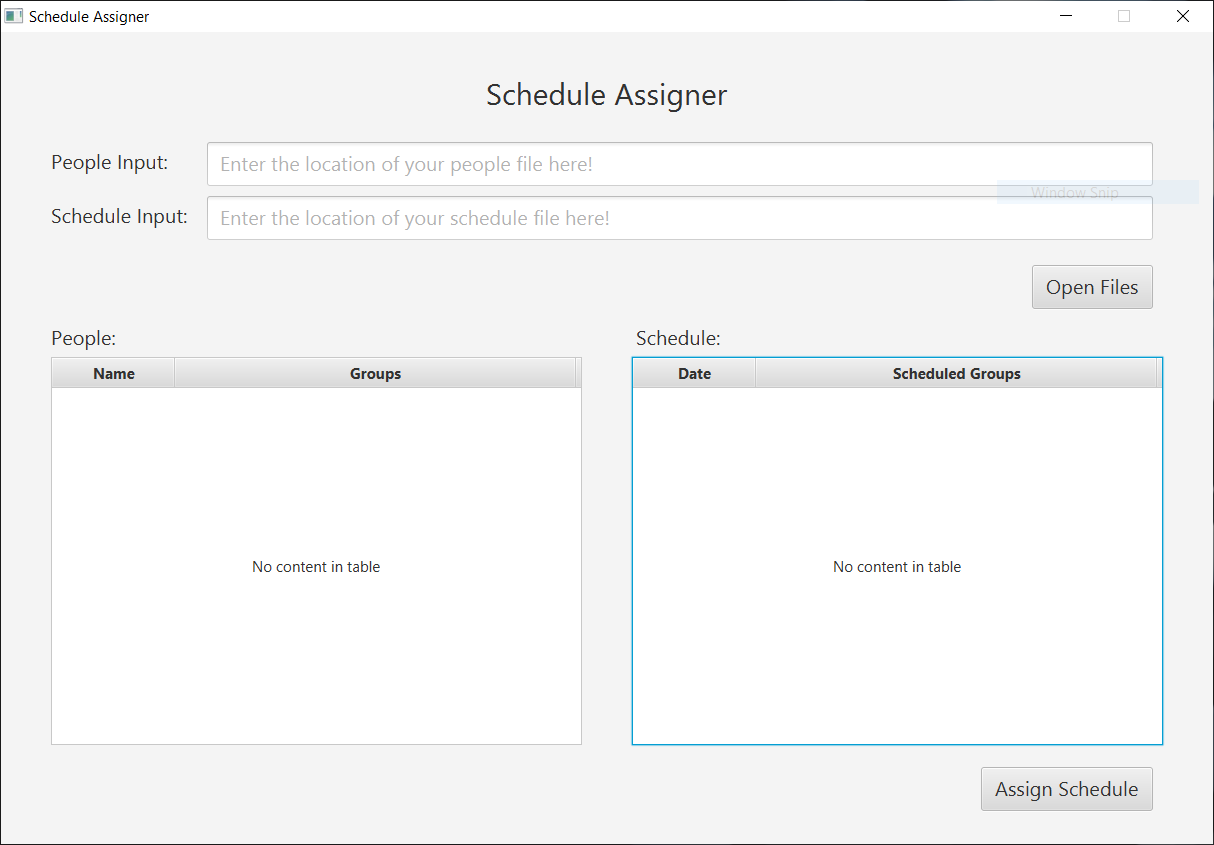 Schedule Assigner
Schedule Assigner
People Input: Enter the location of your people file here!
Window Snip
Schedule Input: Enter the location of your schedule file here!
Open Files
People: Schedule:
Name Groups Date Scheduled Groups
No content in table No content in table
Assign Schedule